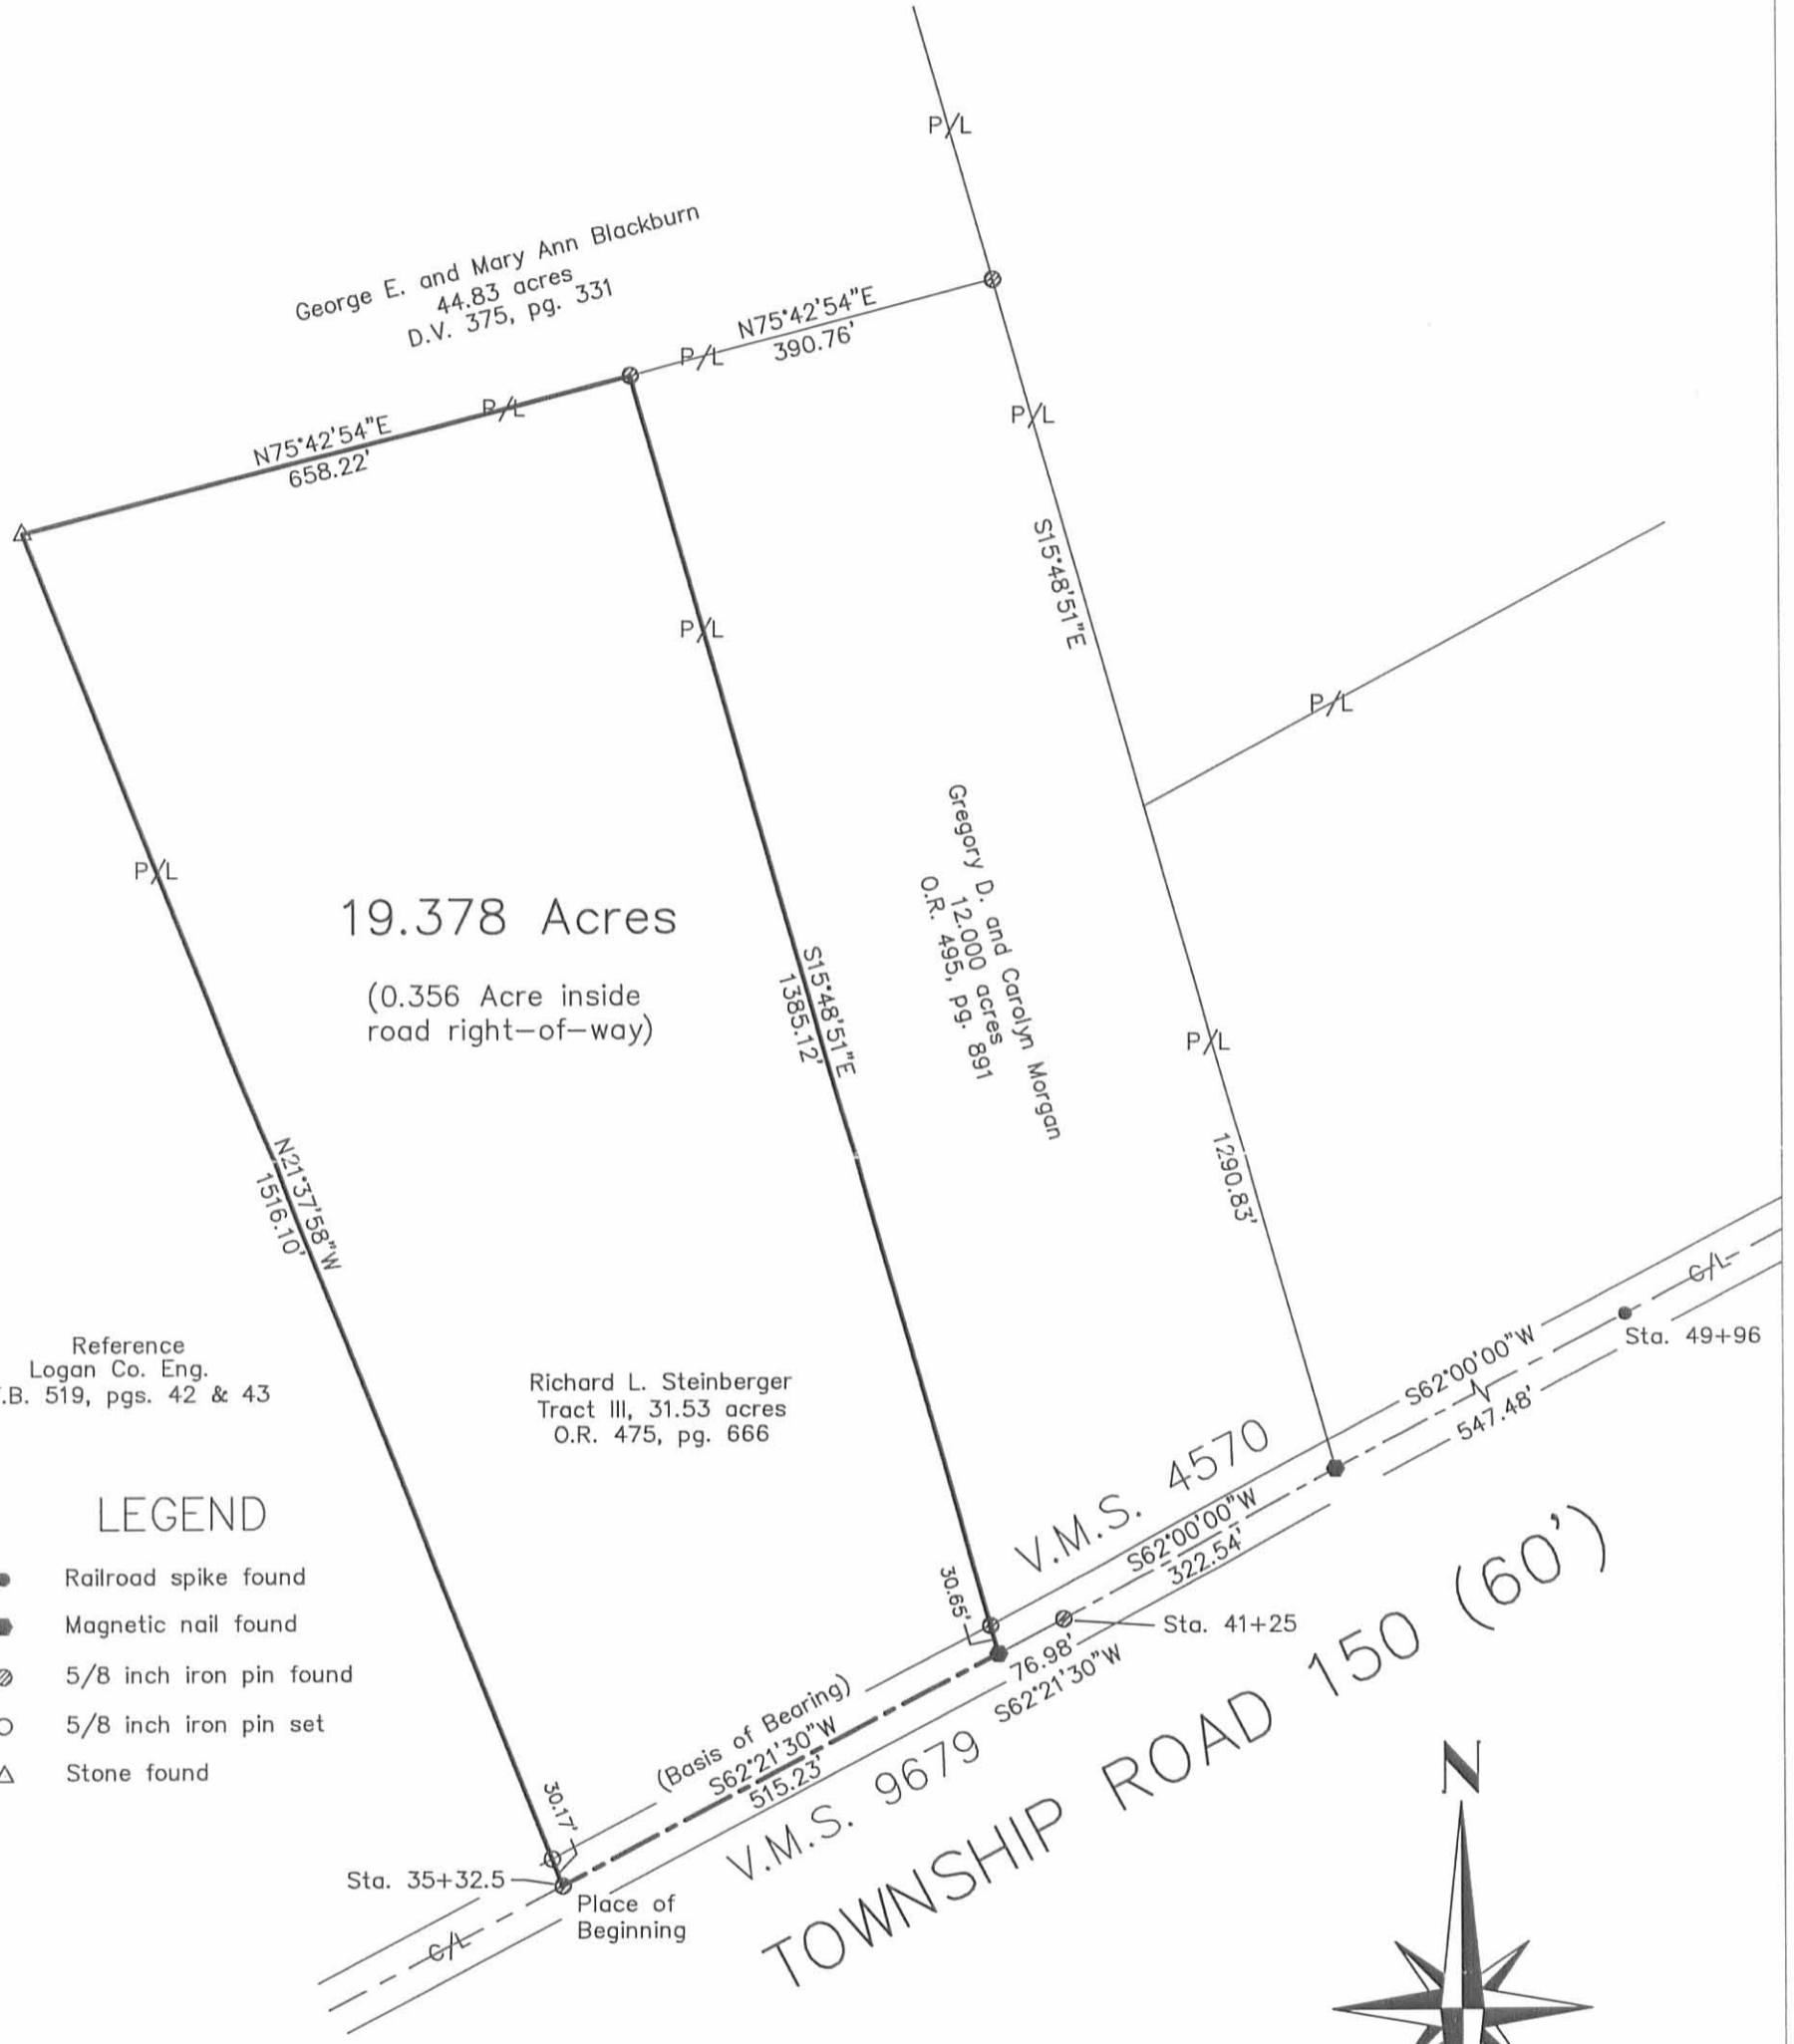 P/L
George E. and Mary Ann Blackburn
44.83 acres
D.V. 375, pg. 331
N75°42'54"E
390.76'
P/L
P/L
N75°42'54"E
658.22'
P/L
S15°48'51"E
1290.83'
P/L
P/L
P/L
P/L
19.378 Acres
(0.356 Acre inside
road right-of-way)
S15°48'51"E
1385.12'
Gregory D. and Carolyn Morgan
12.000 acres
O.R. 495, pg. 891
N21°37'58"W
1516.10'
Reference
Logan Co. Eng.
.B. 519, pgs. 42 & 43
Richard L. Steinberger
Tract III, 31.53 acres
O.R. 475, pg. 666
C/L
Sta. 49+96
S62°00'00"W
547.48'
V.M.S. 4570
S62°00'00"W
322.54'
Sta. 41+25
30.65'
76.98'
S62°21'30"W
(Basis of Bearing)
S62°21'30"W
515.23'
V.M.S. 9679
TOWNSHIP ROAD 150 (60')
LEGEND
Railroad spike found
Magnetic nail found
5/8 inch iron pin found
5/8 inch iron pin set
Stone found
30.17'
Sta. 35+32.5
Place of
Beginning
C/L
N